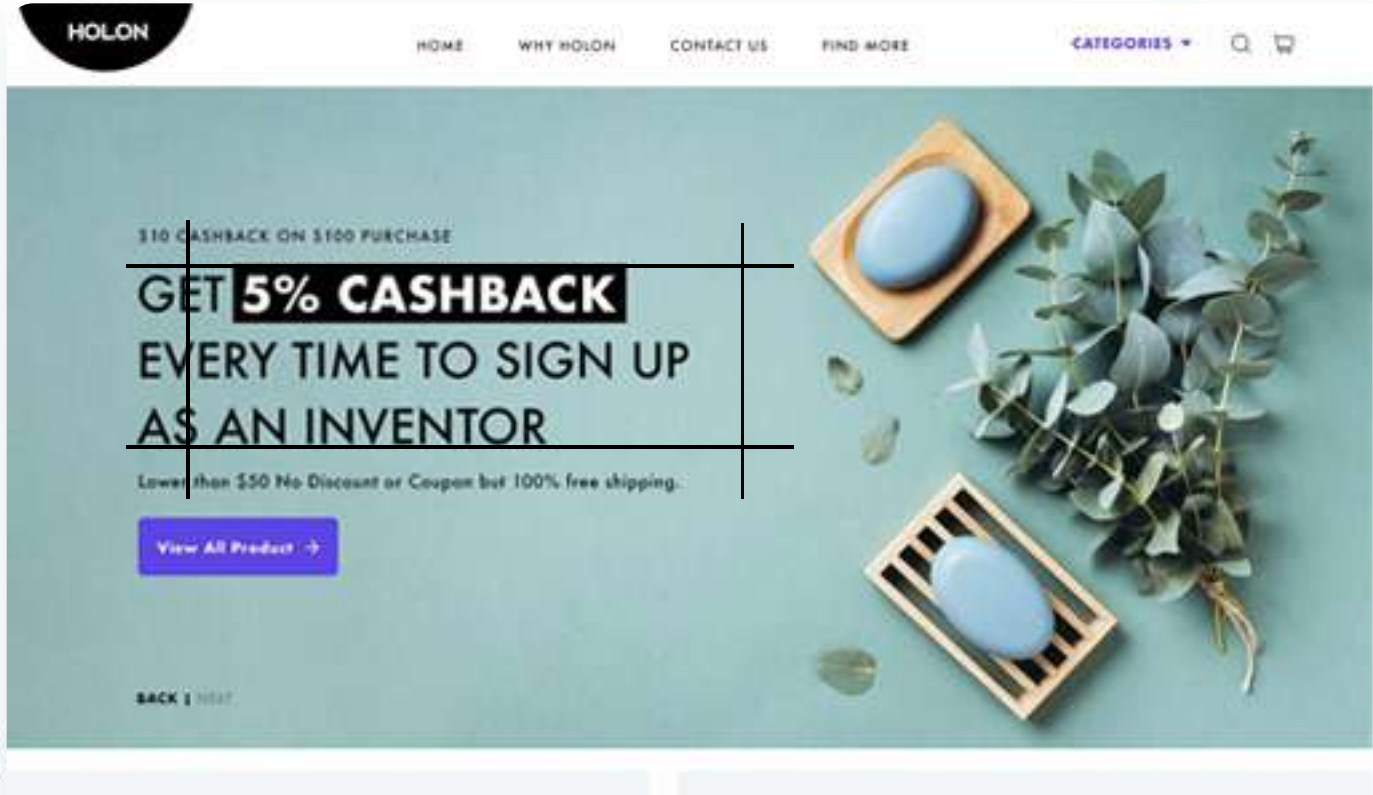 HOLON
HOME WHY HOLON CONTACT US FIND MORE CATEGORIES
$10 CASHBACK ON $100 PURCHASE
GET 5% CASHBACK
EVERY TIME TO SIGN UP
AS AN INVENTOR
Lower than $50 No Discount or Coupon but 100% free shipping.
View All Product →
BACK | NEXT